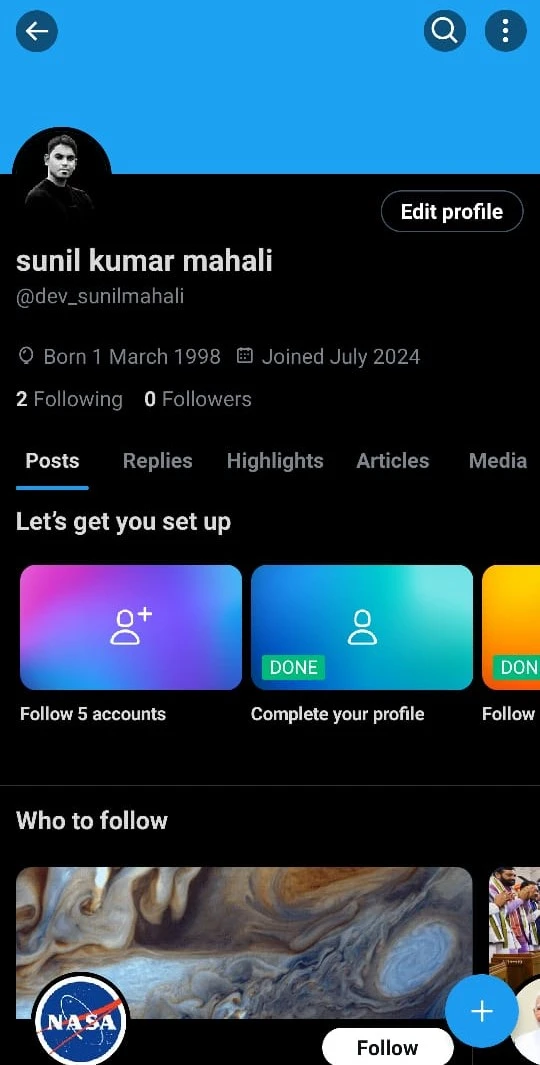 Edit profile
sunil kumar mahali
@dev_sunilmahali
Born 1 March 1998 Joined July 2024
2 Following 0 Followers
Posts Replies Highlights Articles Media
Let’s get you set up
DONE DON
Follow 5 accounts Complete your profile Follow
Who to follow
NASA
Follow